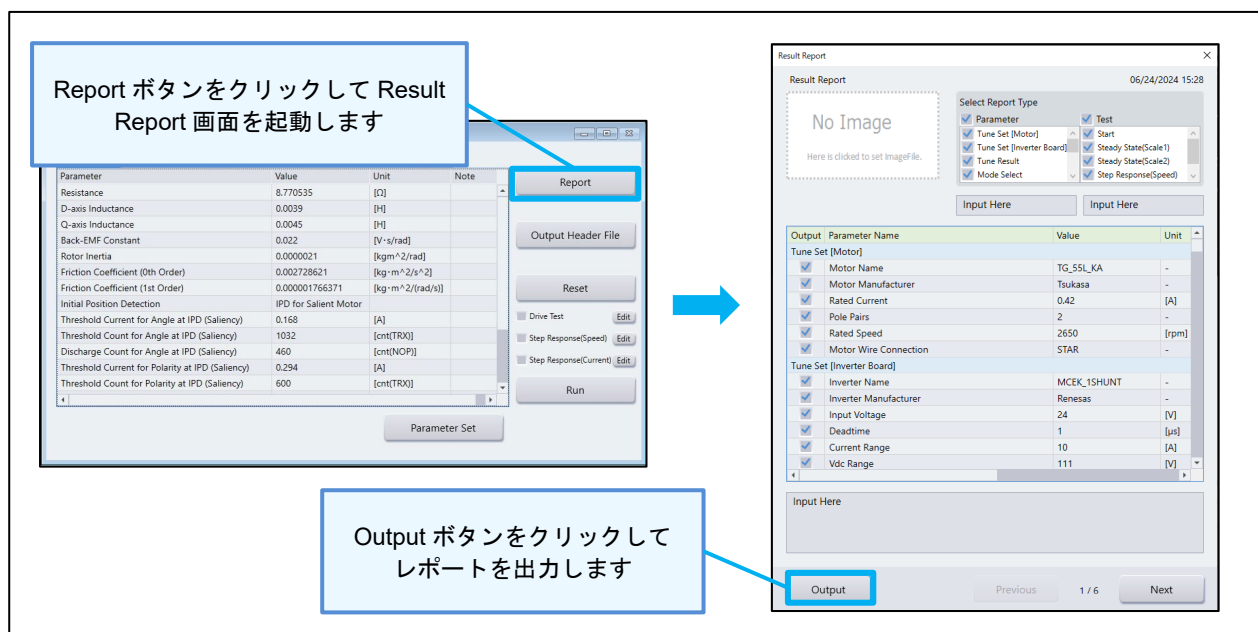 Report ボタンをクリックして Result
Report 画面を起動します
Parameter Value Unit Note
Resistance 8.770535 [Ω]
D-axis Inductance 0.0039 [H]
Q-axis Inductance 0.0045 [H]
Back-EMF Constant 0.022 [V･s/rad]
Rotor Inertia 0.0000021 [kgm^2/rad]
Friction Coefficient (0th Order) 0.002728621 [kg･m^2/s^2]
Friction Coefficient (1st Order) 0.000001766371 [kg･m^2/(rad/s)]
Initial Position Detection IPD for Salient Motor
Threshold Current for Angle at IPD (Saliency) 0.168 [A]
Threshold Count for Angle at IPD (Saliency) 1032 [cnt(TRX)]
Discharge Count for Angle at IPD (Saliency) 460 [cnt(NOP)]
Threshold Current for Polarity at IPD (Saliency) 0.294 [A]
Threshold Count for Polarity at IPD (Saliency) 600 [cnt(TRX)]
Report
Output Header File
Reset
Drive Test Edit
Step Response(Speed) Edit
Step Response(Current) Edit
Run
Parameter Set
Output ボタンをクリックして
レポートを出力します
Result Report
Result Report 06/24/2024 15:28
No Image
Here is clicked to set ImageFile.
Select Report Type
Parameter Test
Tune Set [Motor] Start
Tune Set [Inverter Board] Steady State(Scale1)
Tune Result Steady State(Scale2)
Mode Select Step Response(Speed)
Input Here Input Here
Output Parameter Name Value Unit
Tune Set [Motor]
Motor Name TG_55L_KA -
Motor Manufacturer Tsukasa -
Rated Current 0.42 [A]
Pole Pairs 2 -
Rated Speed 2650 [rpm]
Motor Wire Connection STAR -
Tune Set [Inverter Board]
Inverter Name MCEK_1SHUNT -
Inverter Manufacturer Renesas -
Input Voltage 24 [V]
Deadtime 1 [μs]
Current Range 10 [A]
Vdc Range 111 [V]
Input Here
Output Previous 1 / 6 Next